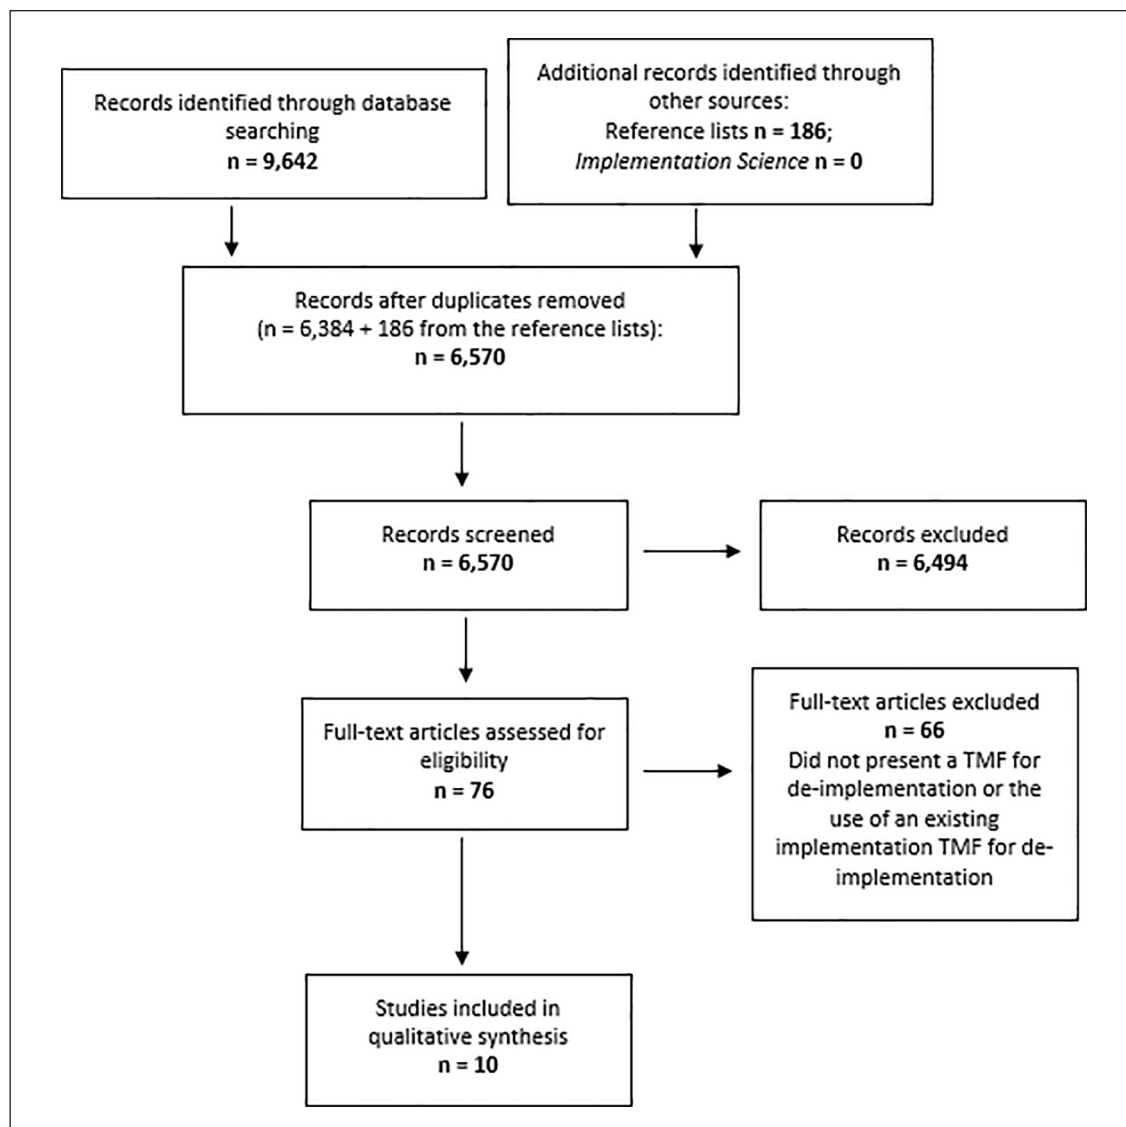 Records identified through database
searching
n = 9,642
Additional records identified through
other sources:
Reference lists n = 186;
Implementation Science n = 0
Records after duplicates removed
(n = 6,384 + 186 from the reference lists):
n = 6,570
Records screened
n = 6,570
Records excluded
n = 6,494
Full-text articles assessed for
eligibility
n = 76
Full-text articles excluded
n = 66
Did not present a TMF for
de-implementation or the
use of an existing
implementation TMF for de-
implementation
Studies included in
qualitative synthesis
n = 10